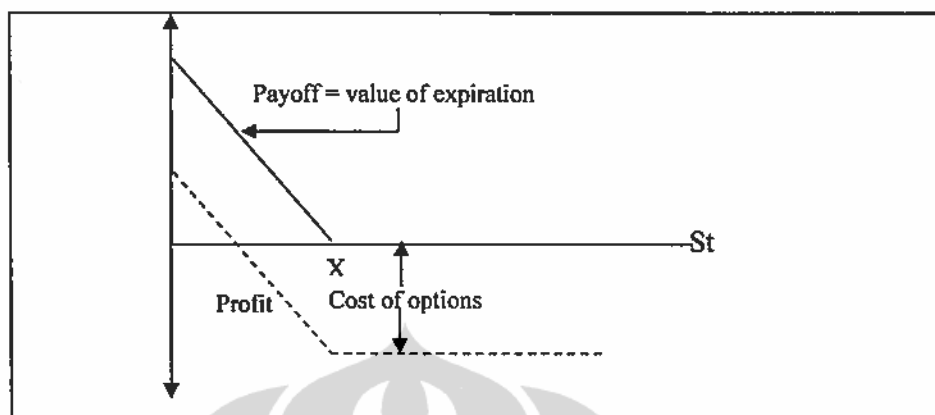 Payoff = value of expiration
St
X
Profit
Cost of options